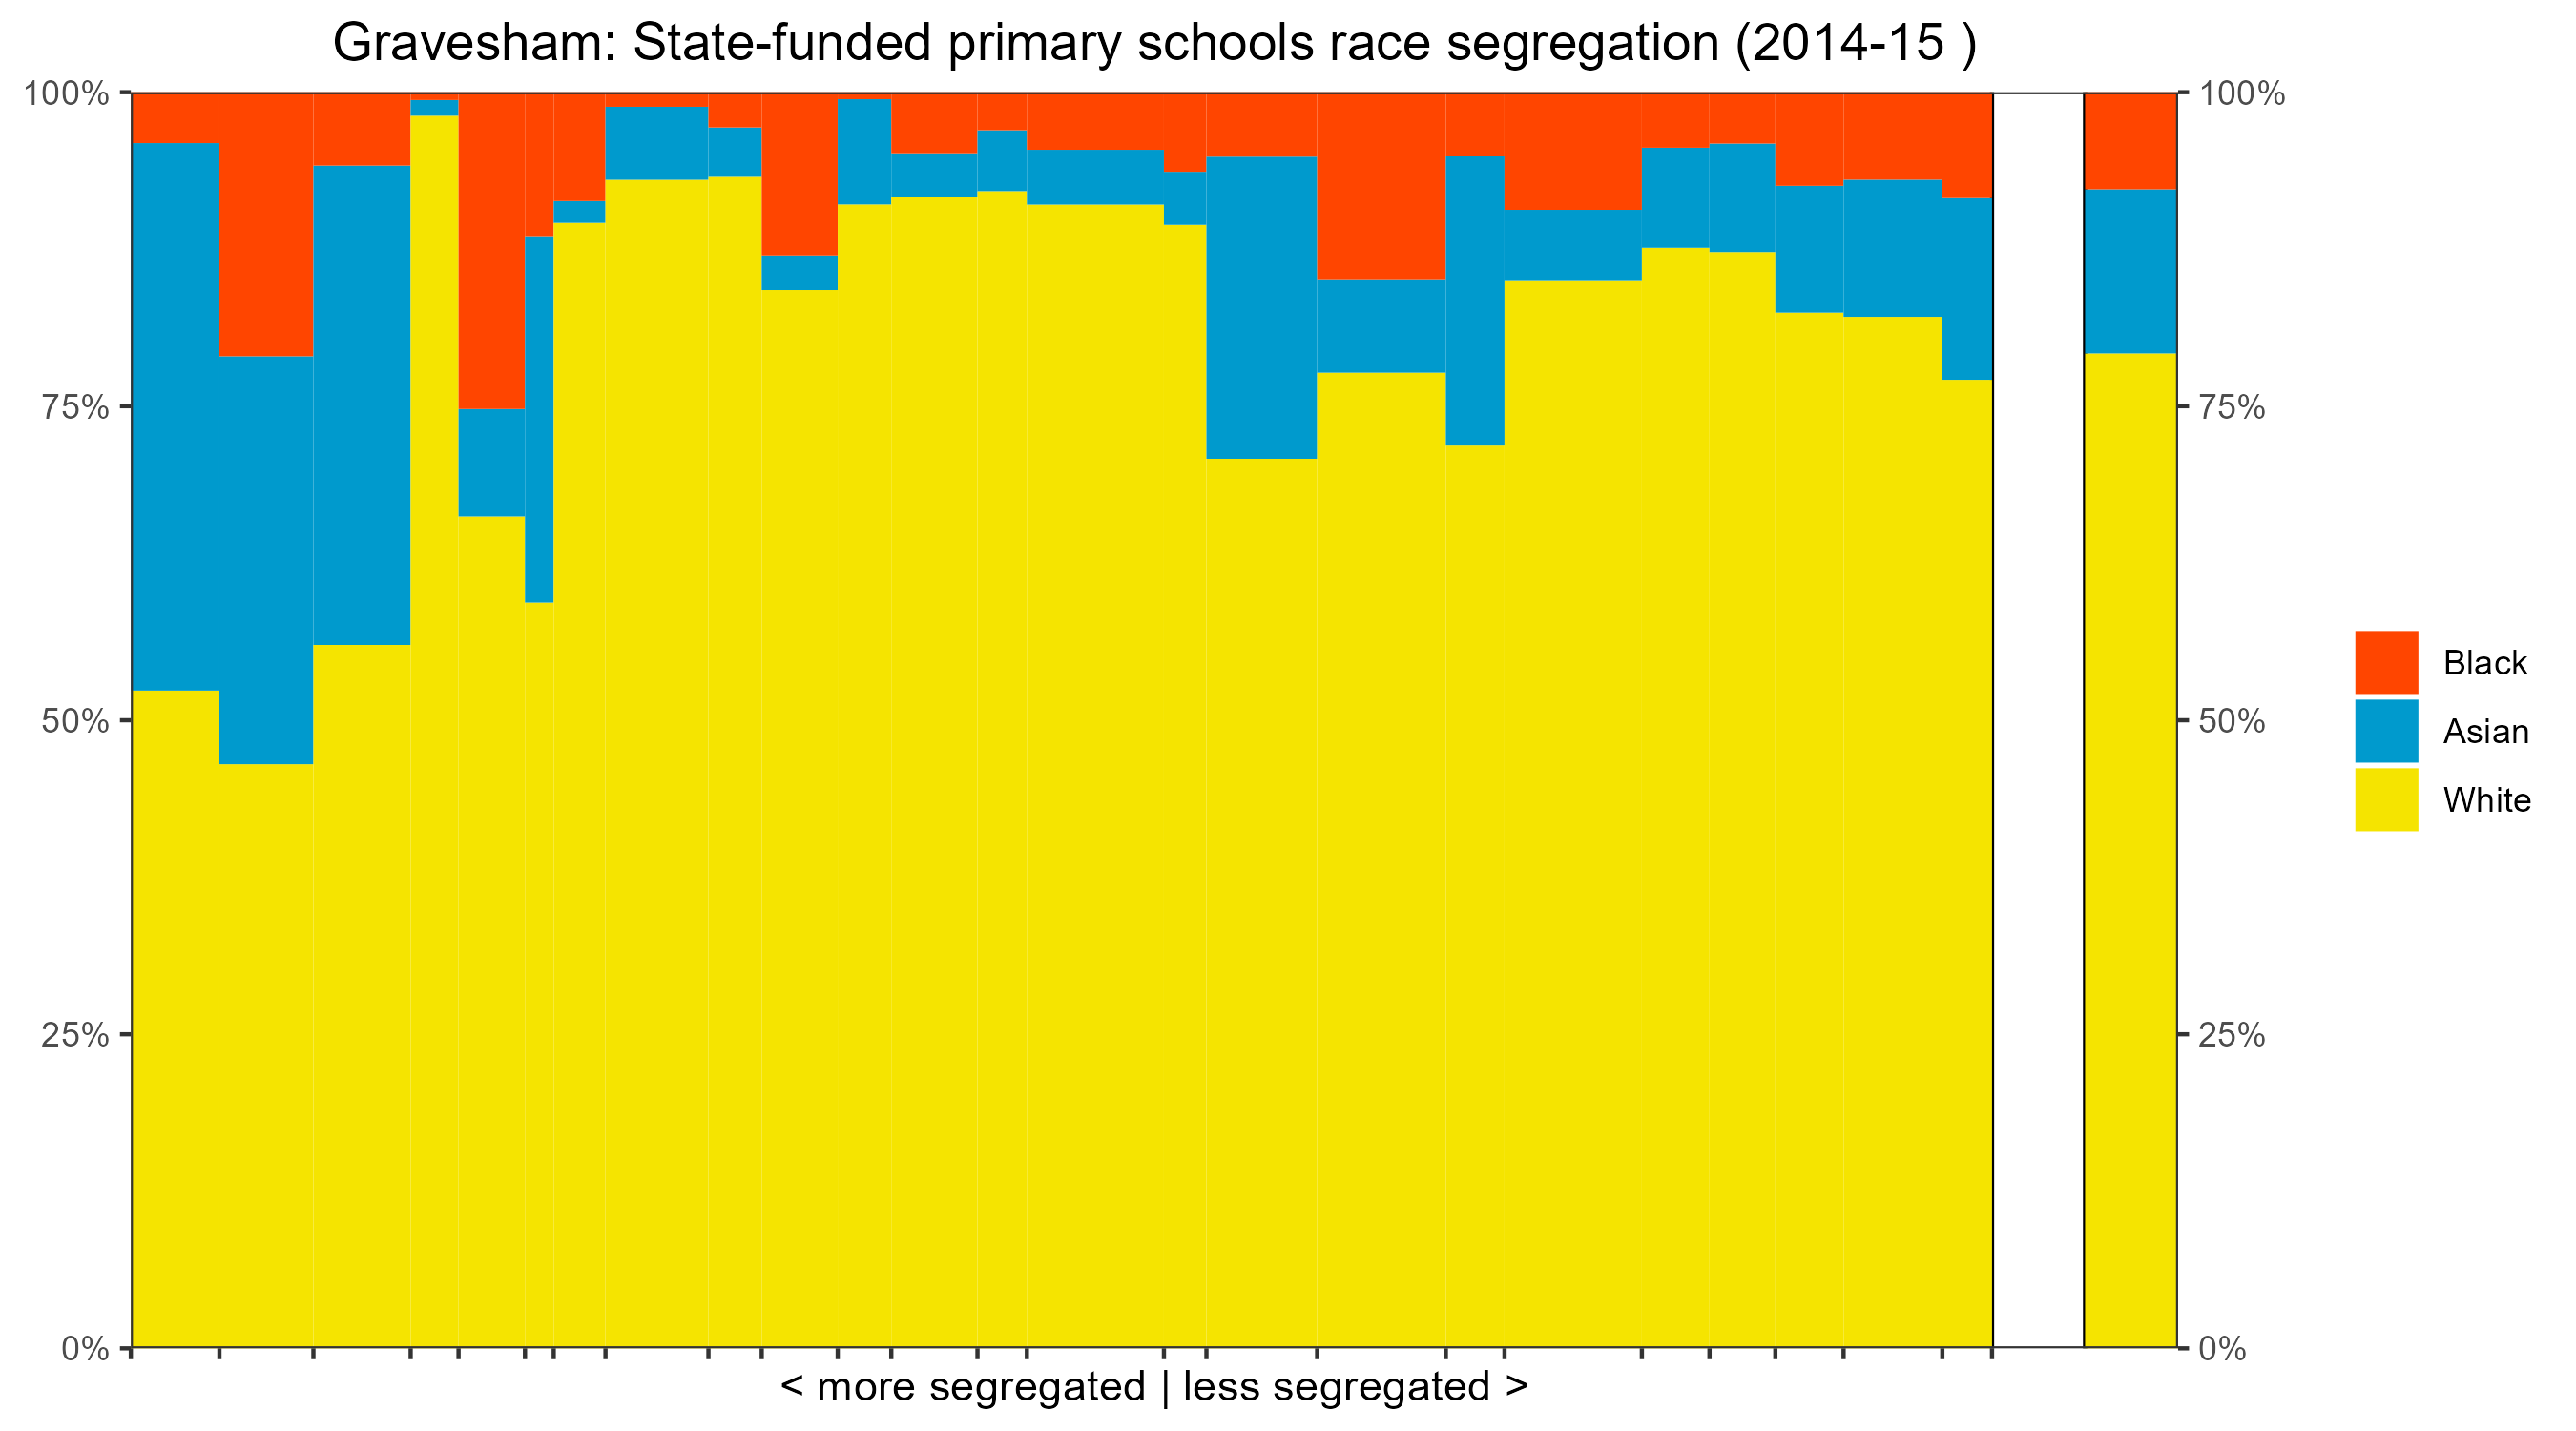 Gravesham: State-funded primary schools race segregation (2014-15 )
100%
75%
50%
25%
0%
100%
75%
50%
25%
0%
Black
Asian
White
< more segregated | less segregated >